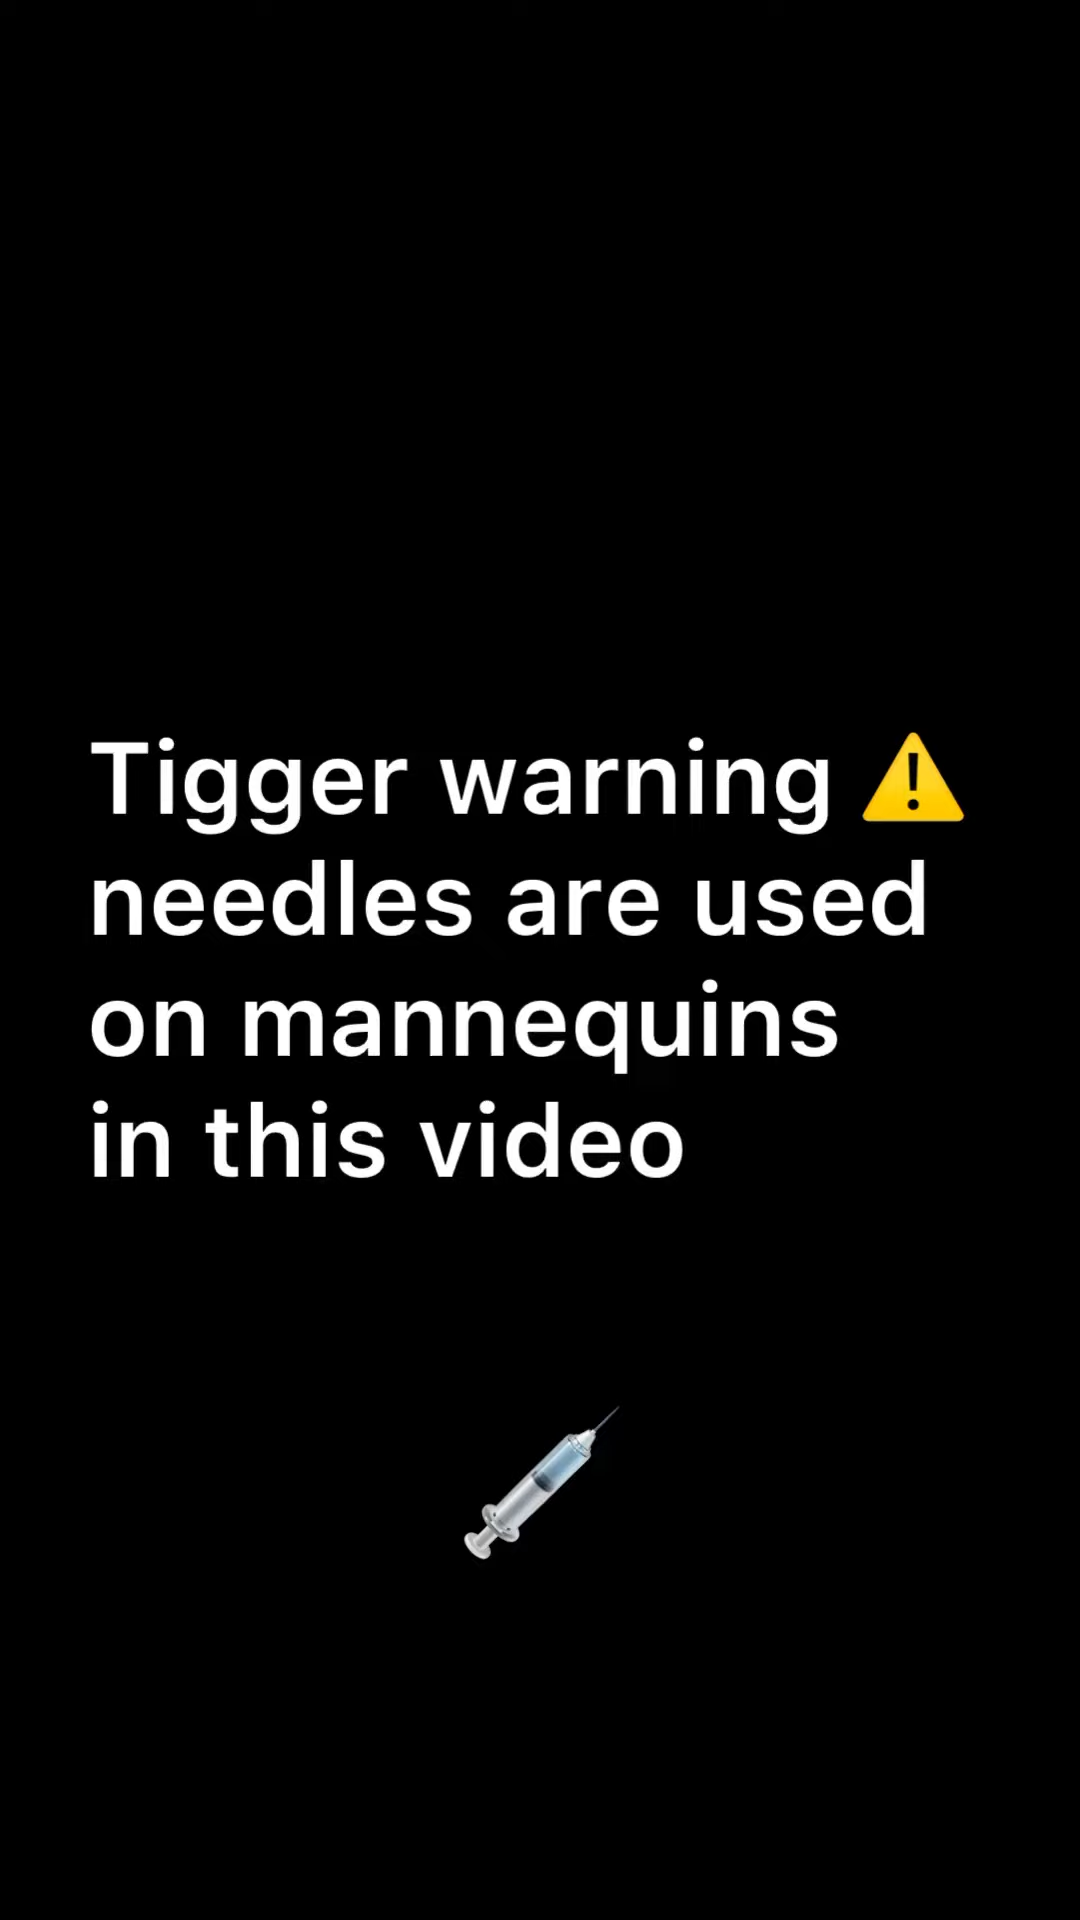 Tigger warning ⚠️
needles are used
on mannequins
in this video